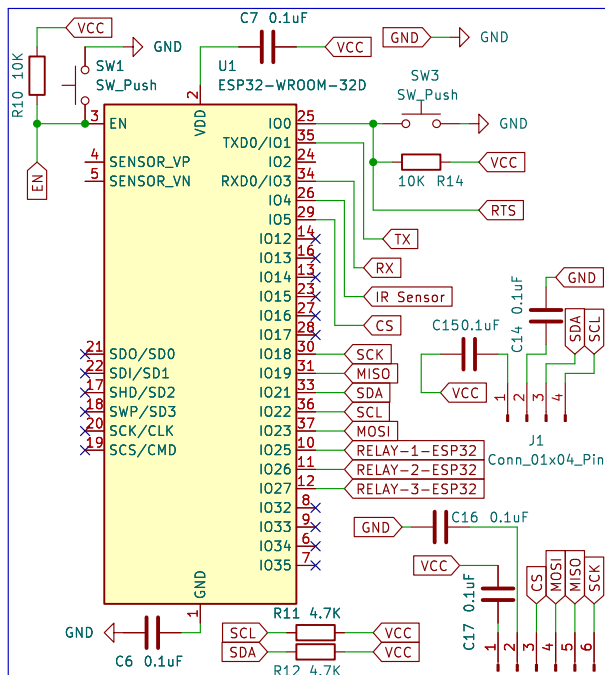 C7 0.1uF
VCC
GND
VCC
GND
GND
R10 10K
SW1
SW_Push
U1
ESP32-WROOM-32D
SW3
SW_Push
2
VDD
3 EN
IO0 25
GND
TXD0/IO1 35
4 SENSOR_VP
IO2 24
10K R14
VCC
5 SENSOR_VN
RXD0/IO3 34
EN
IO4 26
IO5 29
RTS
IO12 14
TX
IO13 16
IO14 13
RX
GND
IO15 23
IR Sensor
IO16 27
C14 0.1uF
SDA
SCL
IO17 28
CS
C150.1uF
21 SDO/SD0
IO18 30
SCK
22 SDI/SD1
IO19 31
MISO
17 SHD/SD2
IO21 33
SDA
VCC
1
2
3
4
18 SWP/SD3
IO22 36
SCL
20 SCK/CLK
IO23 37
MOSI
19 SCS/CMD
IO25 10
RELAY-1-ESP32
J1
Conn_01x04_Pin
IO26 11
RELAY-2-ESP32
IO27 12
RELAY-3-ESP32
IO32 8
IO33 9
GND
C16 0.1uF
IO34 6
IO35 7
VCC
C17 0.1uF
CS
MOSI
MISO
SCK
GND
1
R11 4.7K
GND
SCL
VCC
C6 0.1uF
SDA
VCC
R12 4.7K
1
2
3
4
5
6